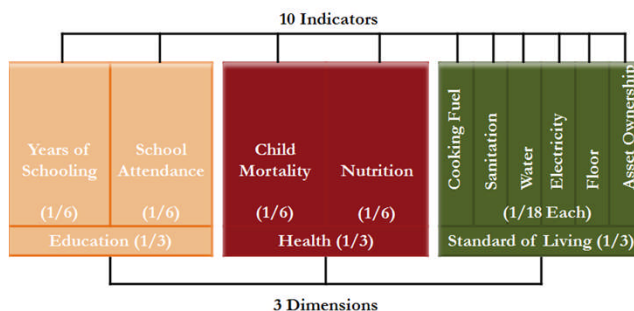 10 Indicators
Years of
Schooling
(1/6)
School
Attendance
(1/6)
Education (1/3)
Child
Mortality
(1/6)
Nutrition
(1/6)
Health (1/3)
Cooking Fuel
Sanitation
Water
Electricity
Floor
Asset Ownership
(1/18 Each)
Standard of Living (1/3)
3 Dimensions